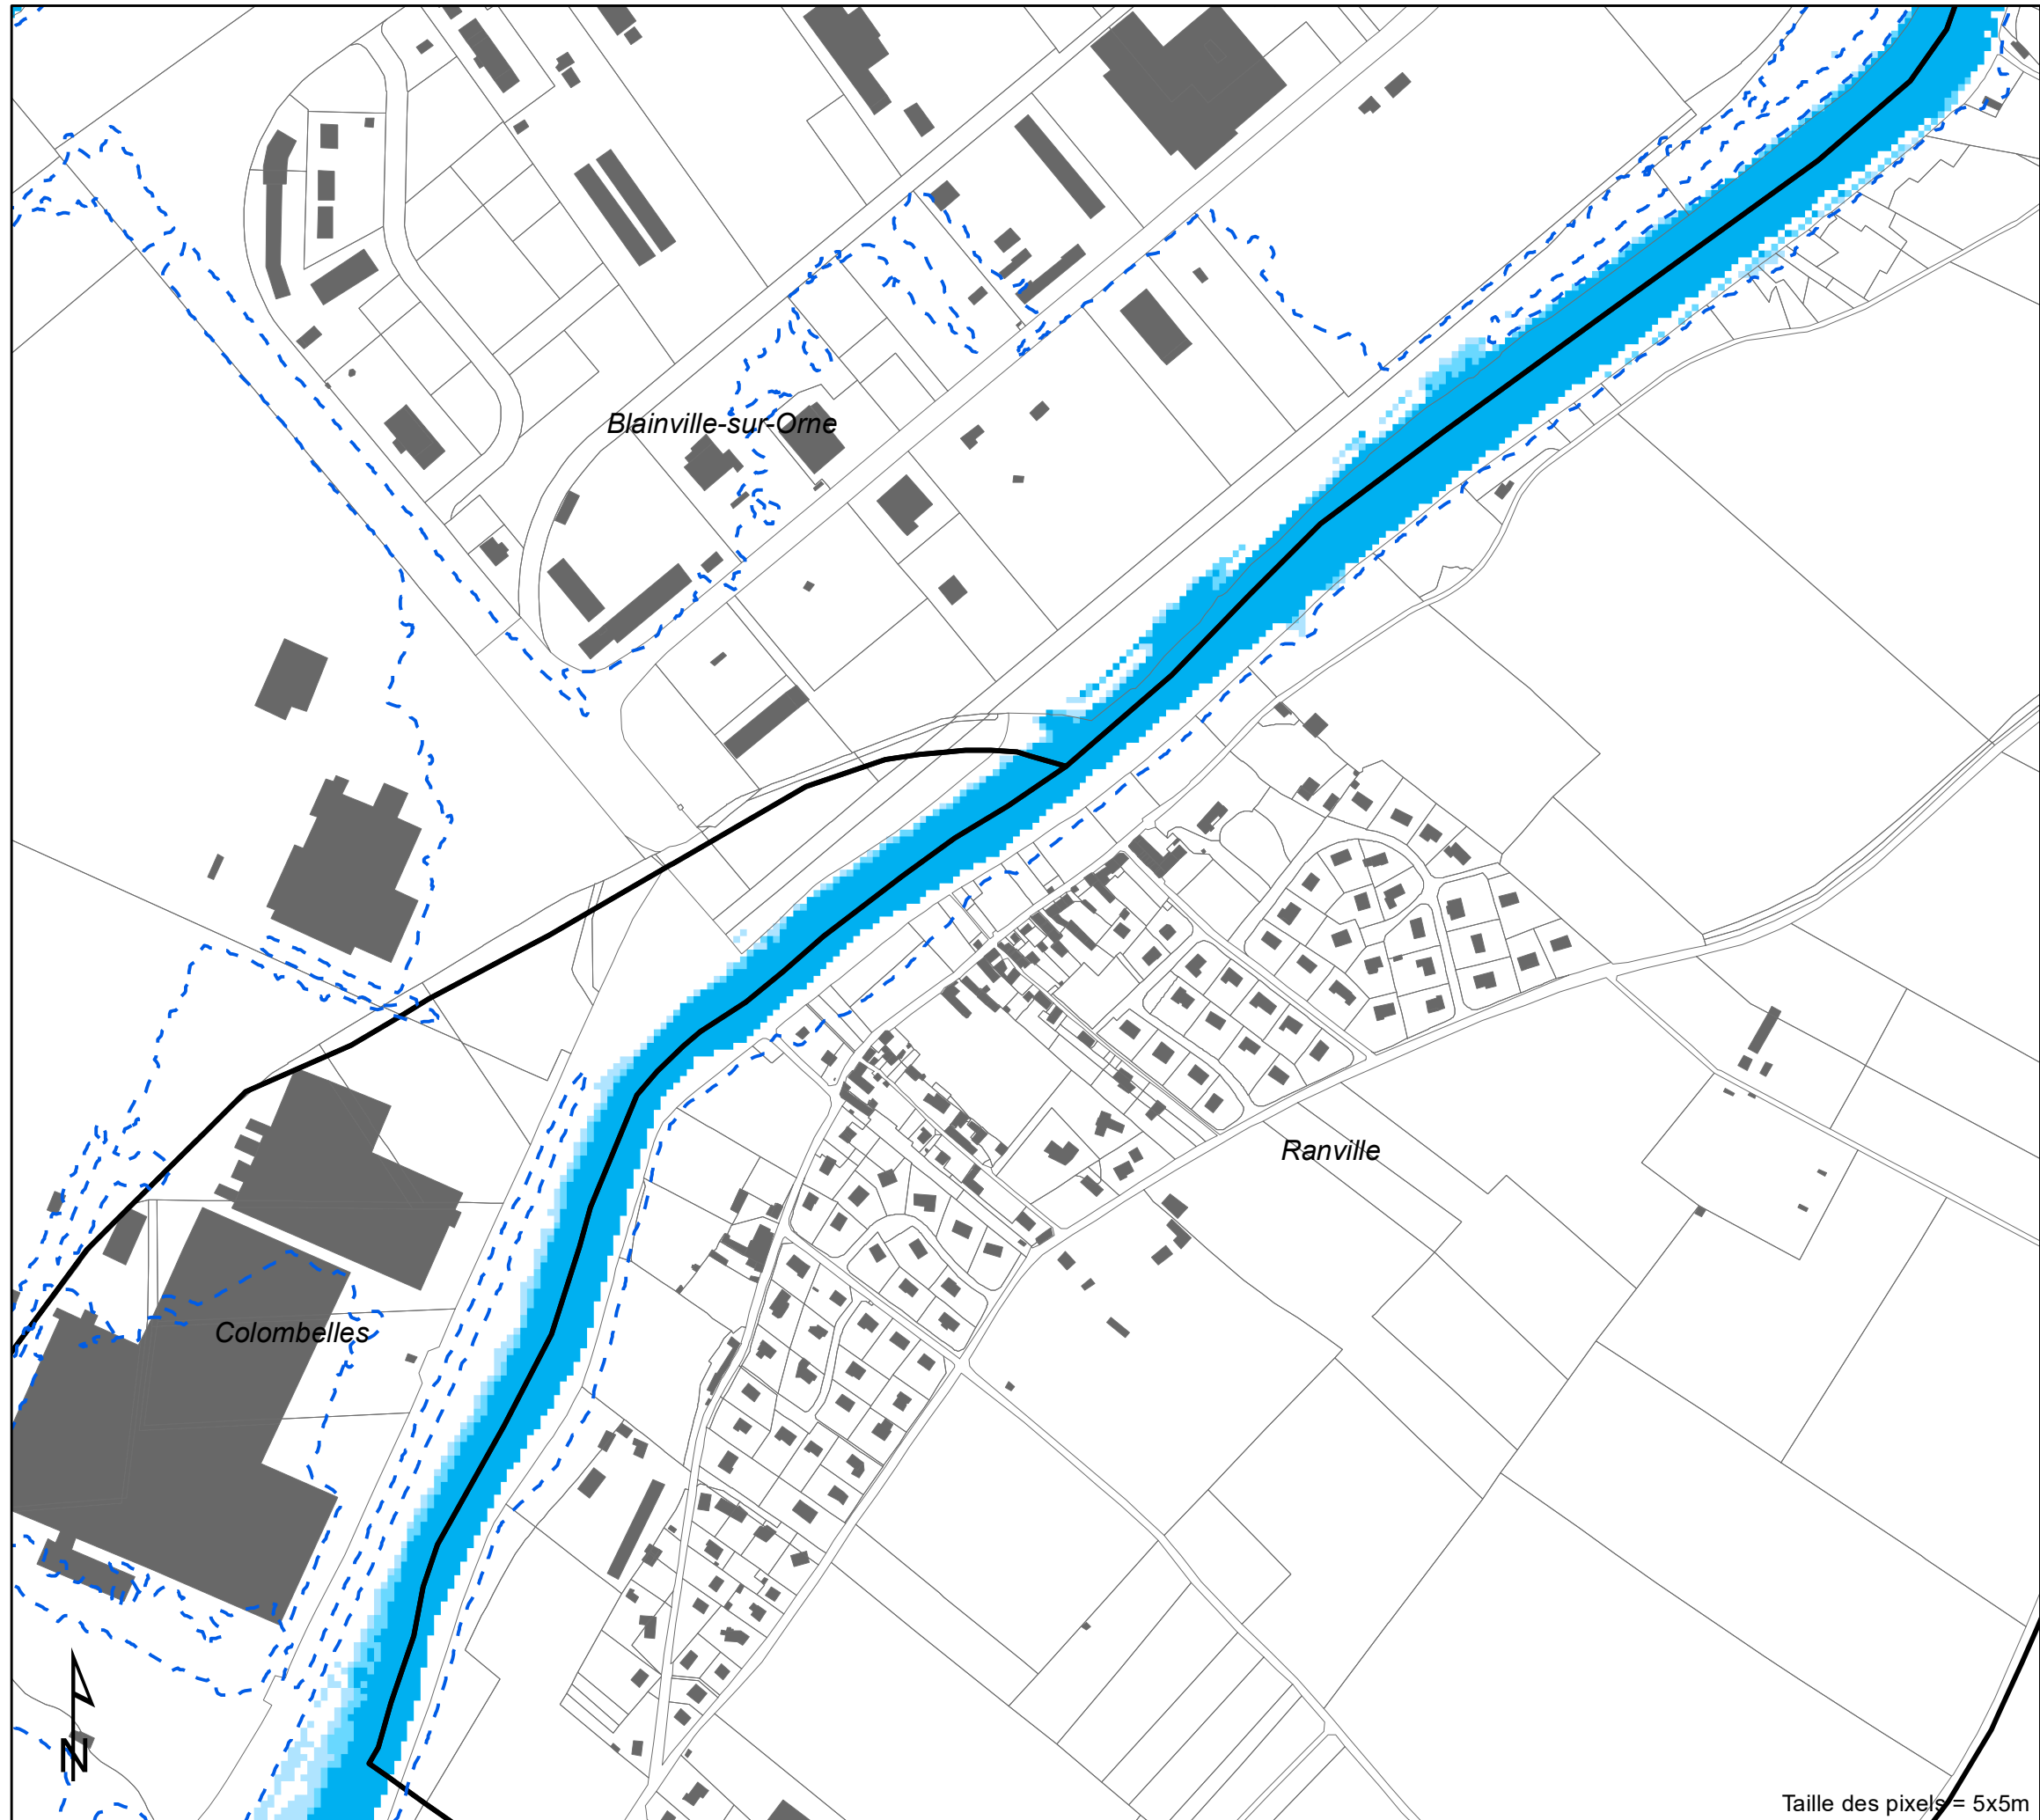 Blainville-sur-Orne
Ranville
Colombelles
N
Taille des pixels = 5x5m